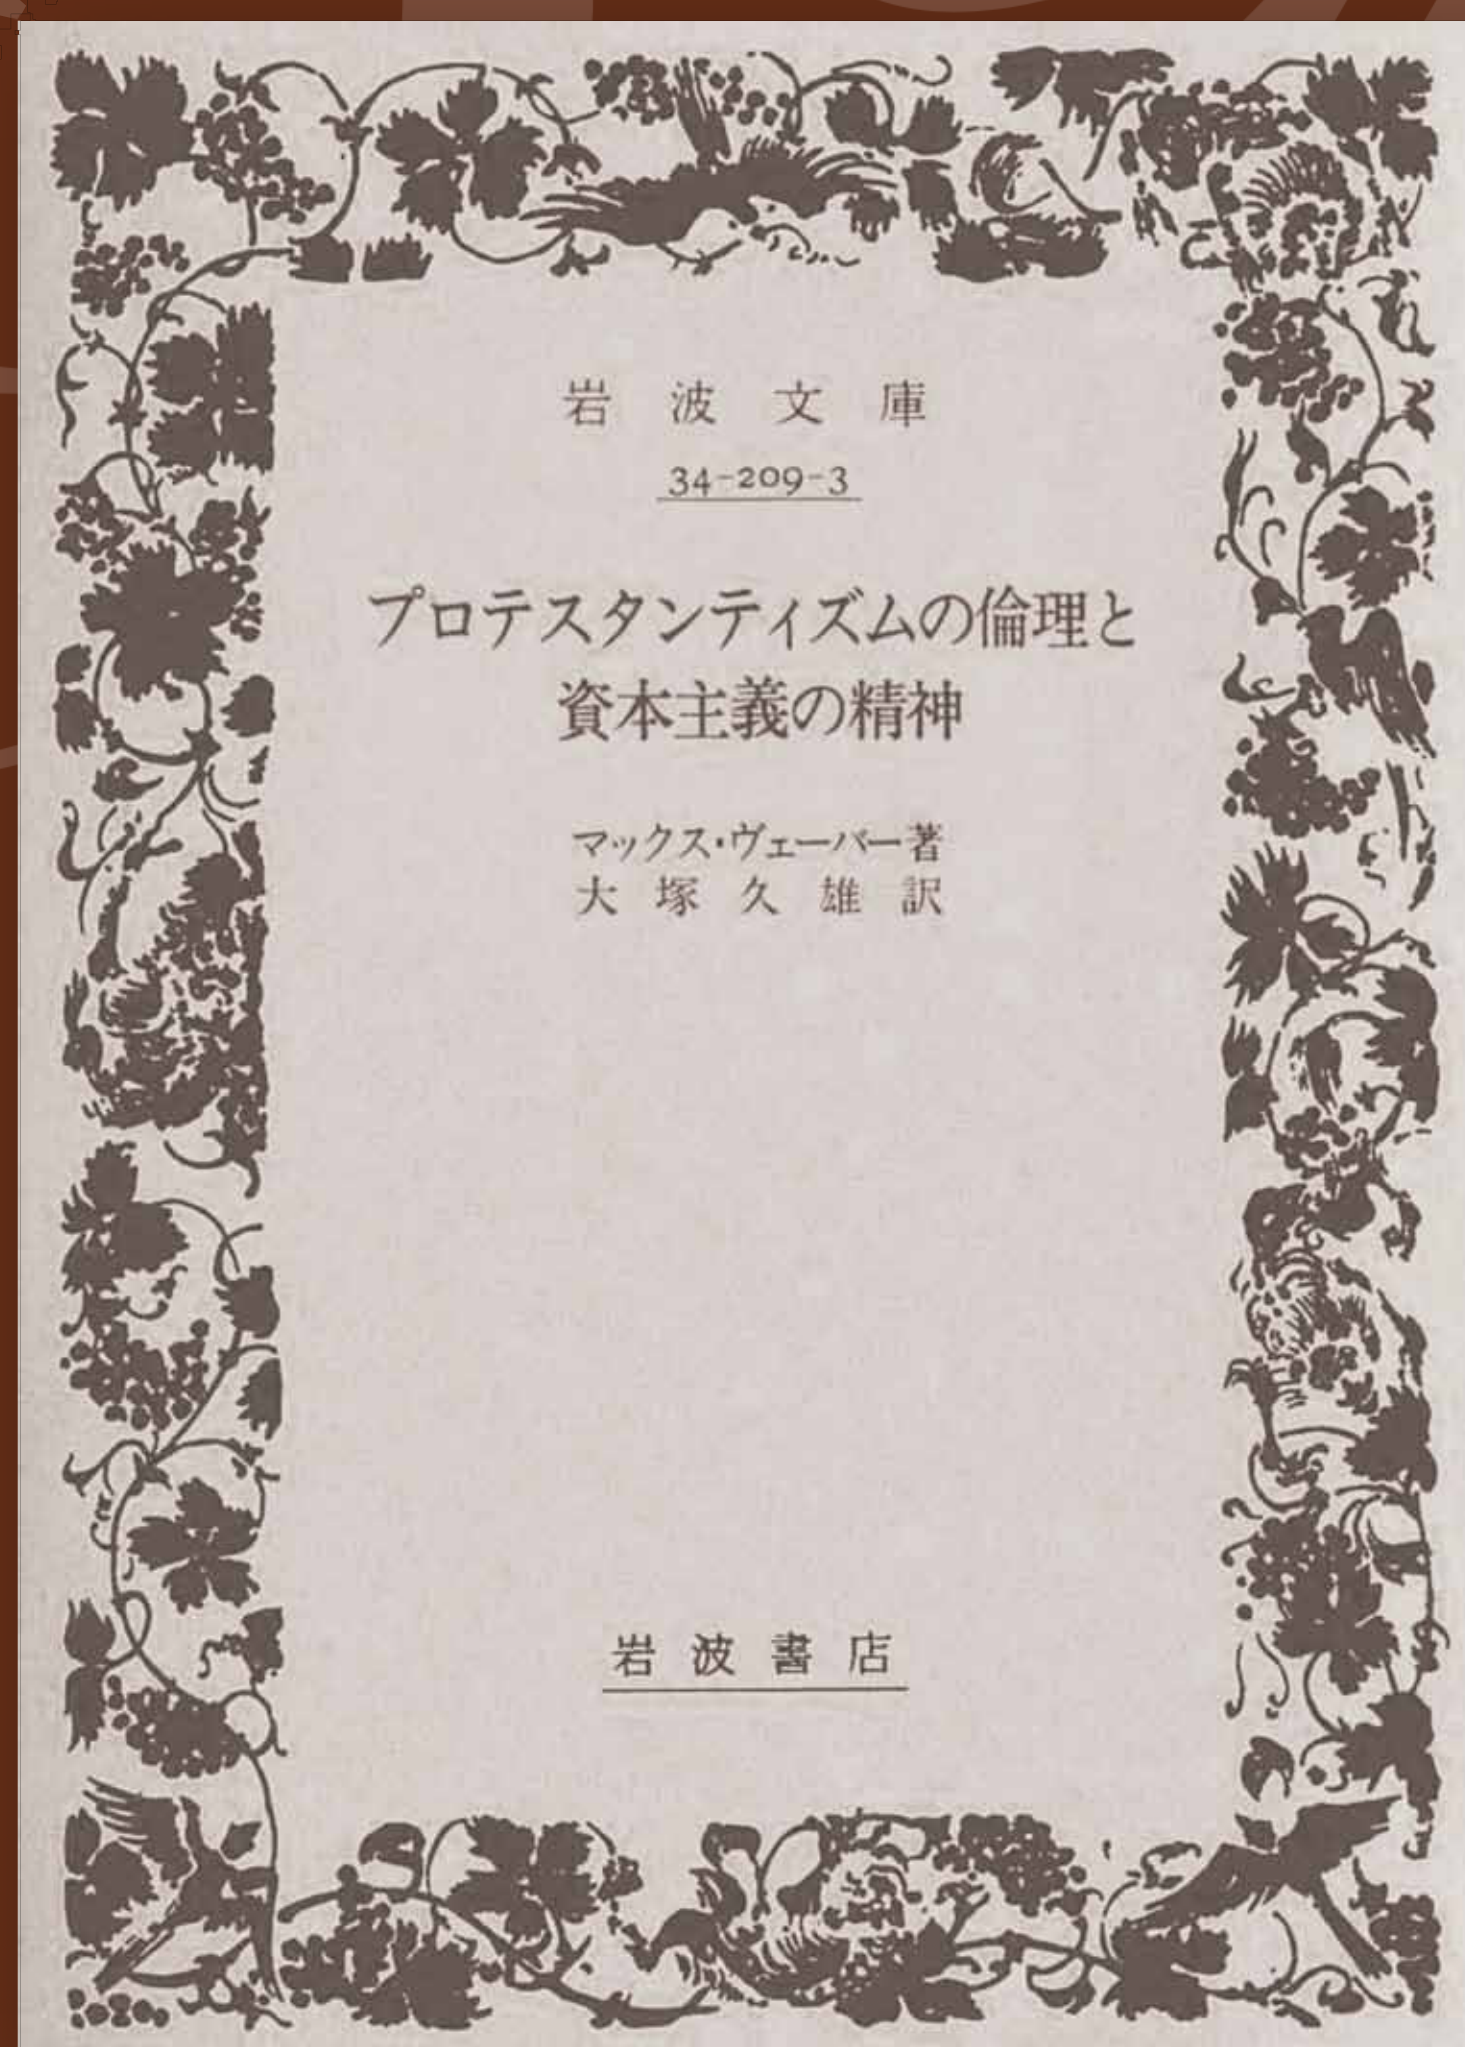 岩波文庫
34-209-3
プロテスタンティズムの倫理と
資本主義の精神
マックス・ヴェーバー著
大塚久雄訳
岩波書店